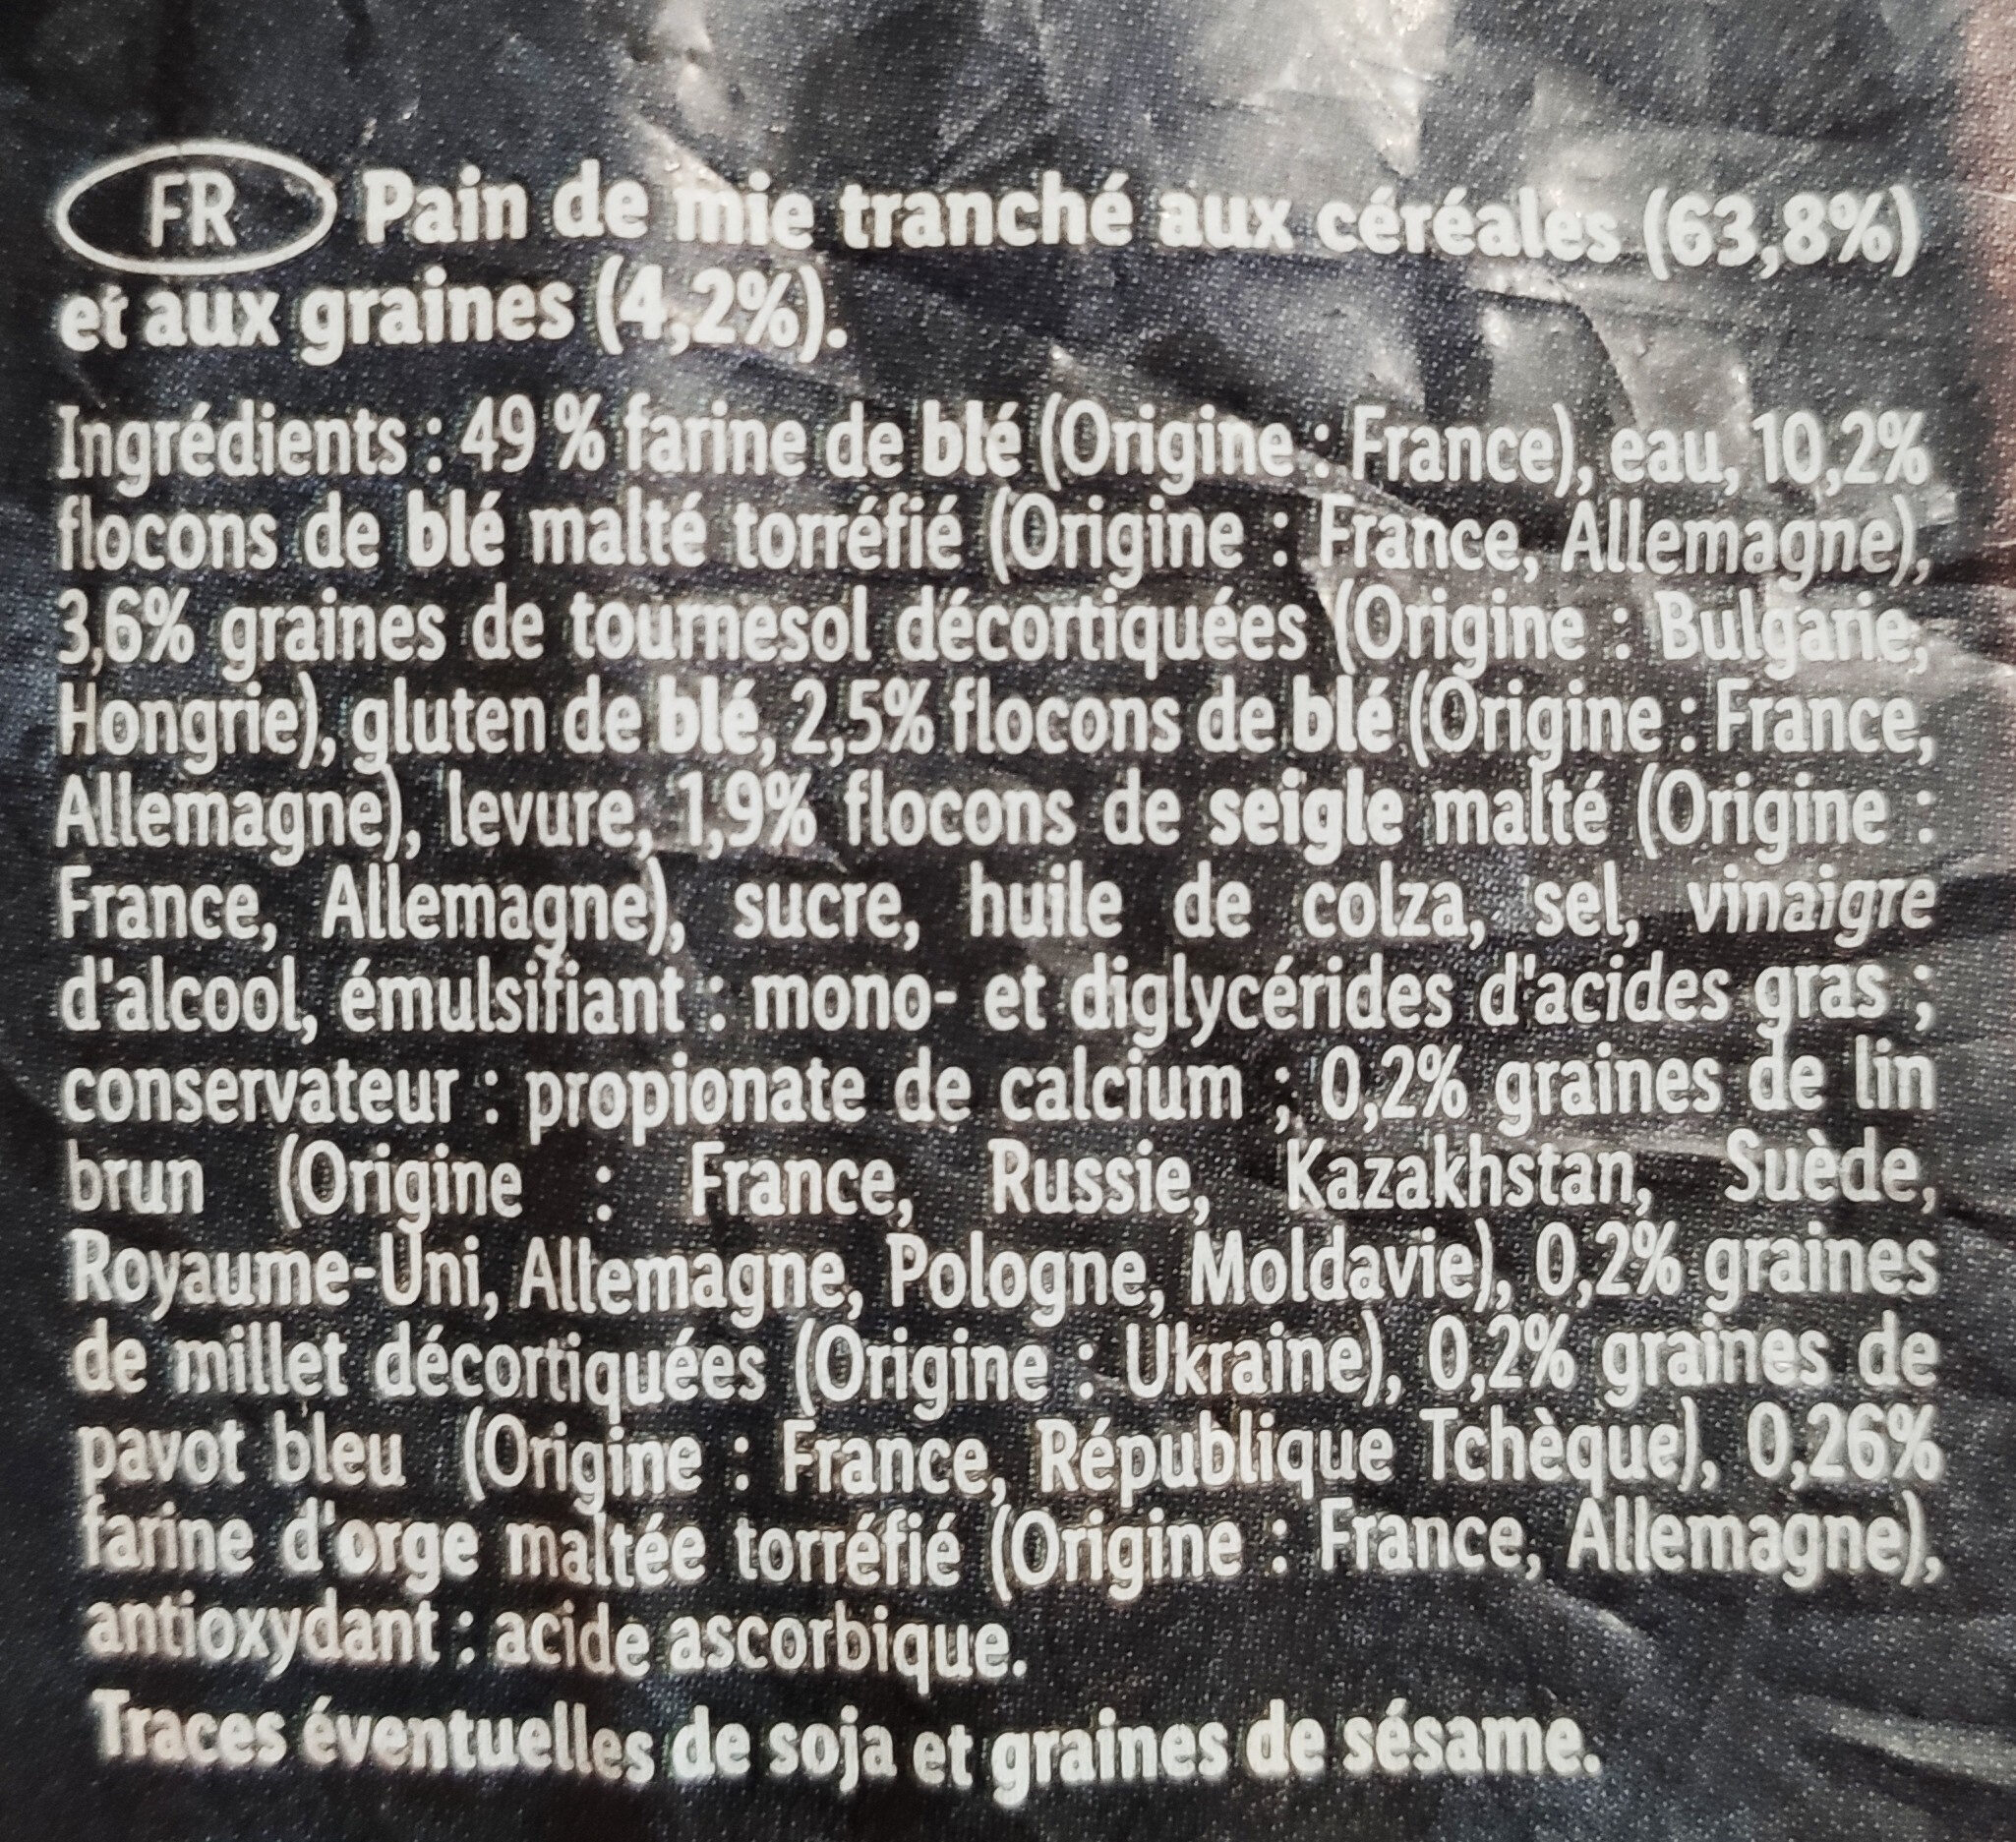 FR Pain de mie tranché aux céréales (63,8%)
et aux graines (4,2%).
Ingrédients : 49 % farine de blé (Origine : France), eau, 10,2%
flocons de blé malté torréfié (Origine : France, Allemagne),
3,6% graines de tournesol décortiquées (Origine : Bulgarie,
Hongrie), gluten de blé, 2,5% flocons de blé (Origine : France,
Allemagne), levure, 1,9% flocons de seigle malté (Origine :
France, Allemagne), sucre, huile de colza, sel, vinaigre
d'alcool, émulsifiant : mono- et diglycérides d'acides gras ;
conservateur : propionate de calcium ; 0,2% graines de lin
brun (Origine : France, Russie, Kazakhstan, Suède,
Royaume-Uni, Allemagne, Pologne, Moldavie), 0,2% graines
de millet décortiquées (Origine : Ukraine), 0,2% graines de
pavot bleu (Origine : France, République Tchèque), 0,26%
farine d'orge maltée torréfié (Origine : France, Allemagne),
antioxydant : acide ascorbique.
Traces éventuelles de soja et graines de sésame.